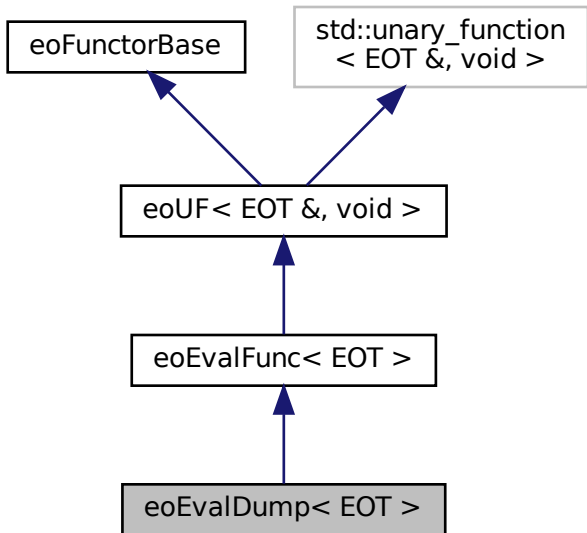 eoFunctorBase
std::unary_function
< EOT &, void >
eoUF< EOT &, void >
eoEvalFunc< EOT >
eoEvalDump< EOT >